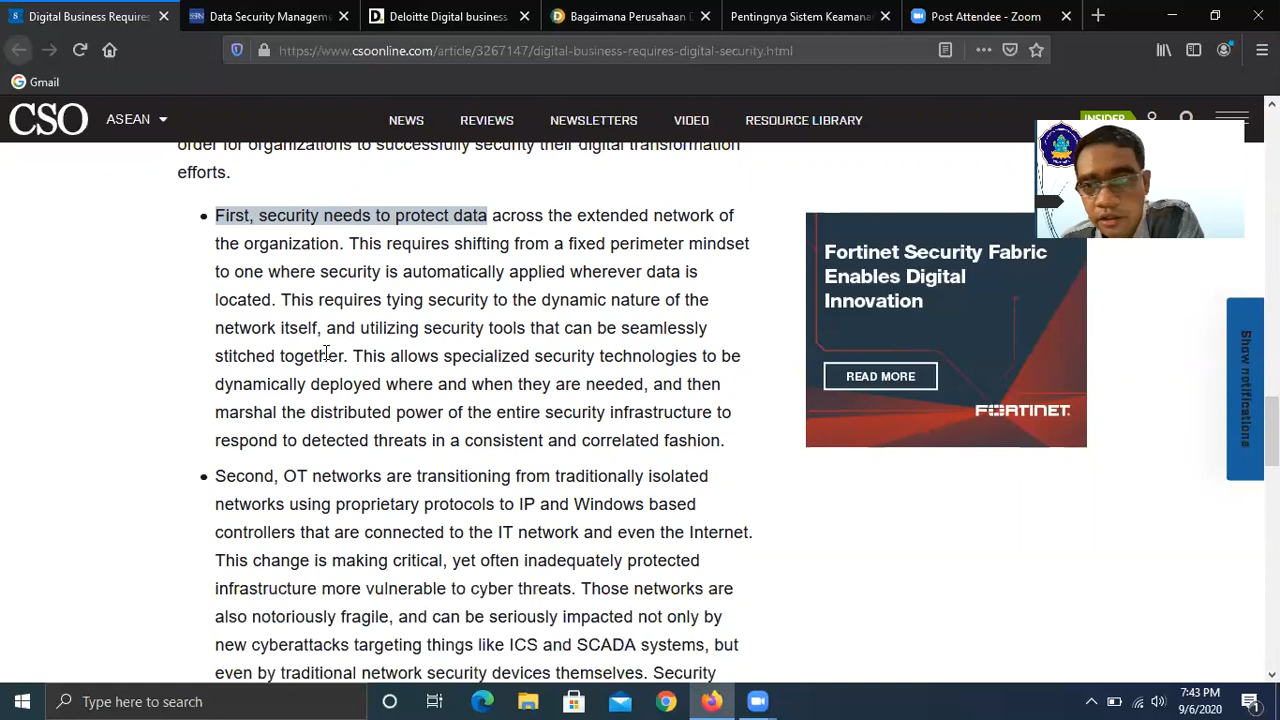 Digital Business Requires
Data Security Managem
Deloitte Digital business
Bagaimana Perusahaan
Pentingnya Sistem Keamana
Post Attendee - Zoom
https://www.csoonline.com/article/3267147/digital-business-requires-digital-security.html
Gmail
CSO
ASEAN
NEWS
REVIEWS
NEWSLETTERS
VIDEO
RESOURCE LIBRARY
INSIDER
order for organizations to successfully security their digital transformation
efforts.
First, security needs to protect data across the extended network of
the organization. This requires shifting from a fixed perimeter mindset
to one where security is automatically applied wherever data is
located. This requires tying security to the dynamic nature of the
network itself, and utilizing security tools that can be seamlessly
stitched together. This allows specialized security technologies to be
dynamically deployed where and when they are needed, and then
marshal the distributed power of the entire security infrastructure to
respond to detected threats in a consistent and correlated fashion.
Second, OT networks are transitioning from traditionally isolated
networks using proprietary protocols to IP and Windows based
controllers that are connected to the IT network and even the Internet.
This change is making critical, yet often inadequately protected
infrastructure more vulnerable to cyber threats. Those networks are
also notoriously fragile, and can be seriously impacted not only by
new cyberattacks targeting things like ICS and SCADA systems, but
even by traditional network security devices themselves. Security
Fortinet Security Fabric
Enables Digital
Innovation
READ MORE
FORTINET
Show notifications
Type here to search
7:43 PM
9/6/2020
1